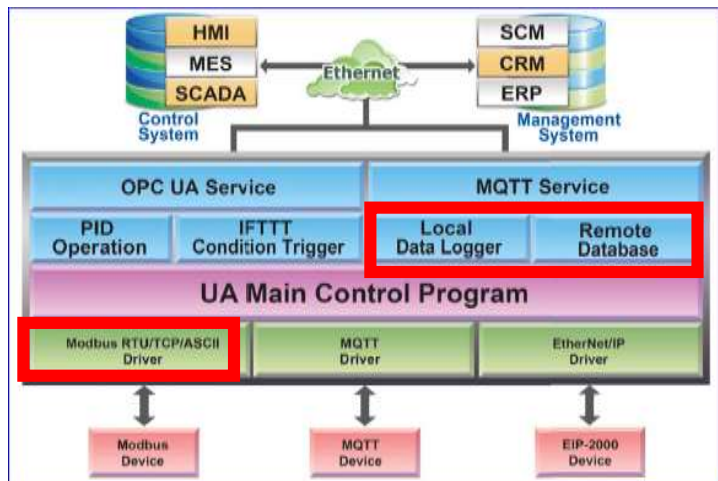 HMI
MES
SCADA
Control
System
Ethernet
SCM
CRM
ERP
Management
System
OPC UA Service
MQTT Service
PID
Operation
IFTTT
Condition Trigger
Local
Data Logger
Remote
Database
UA Main Control Program
Modbus RTU/TCP/ASCII
Driver
MQTT
Driver
EtherNet/IP
Driver
Modbus
Device
MQTT
Device
EIP-2000
Device